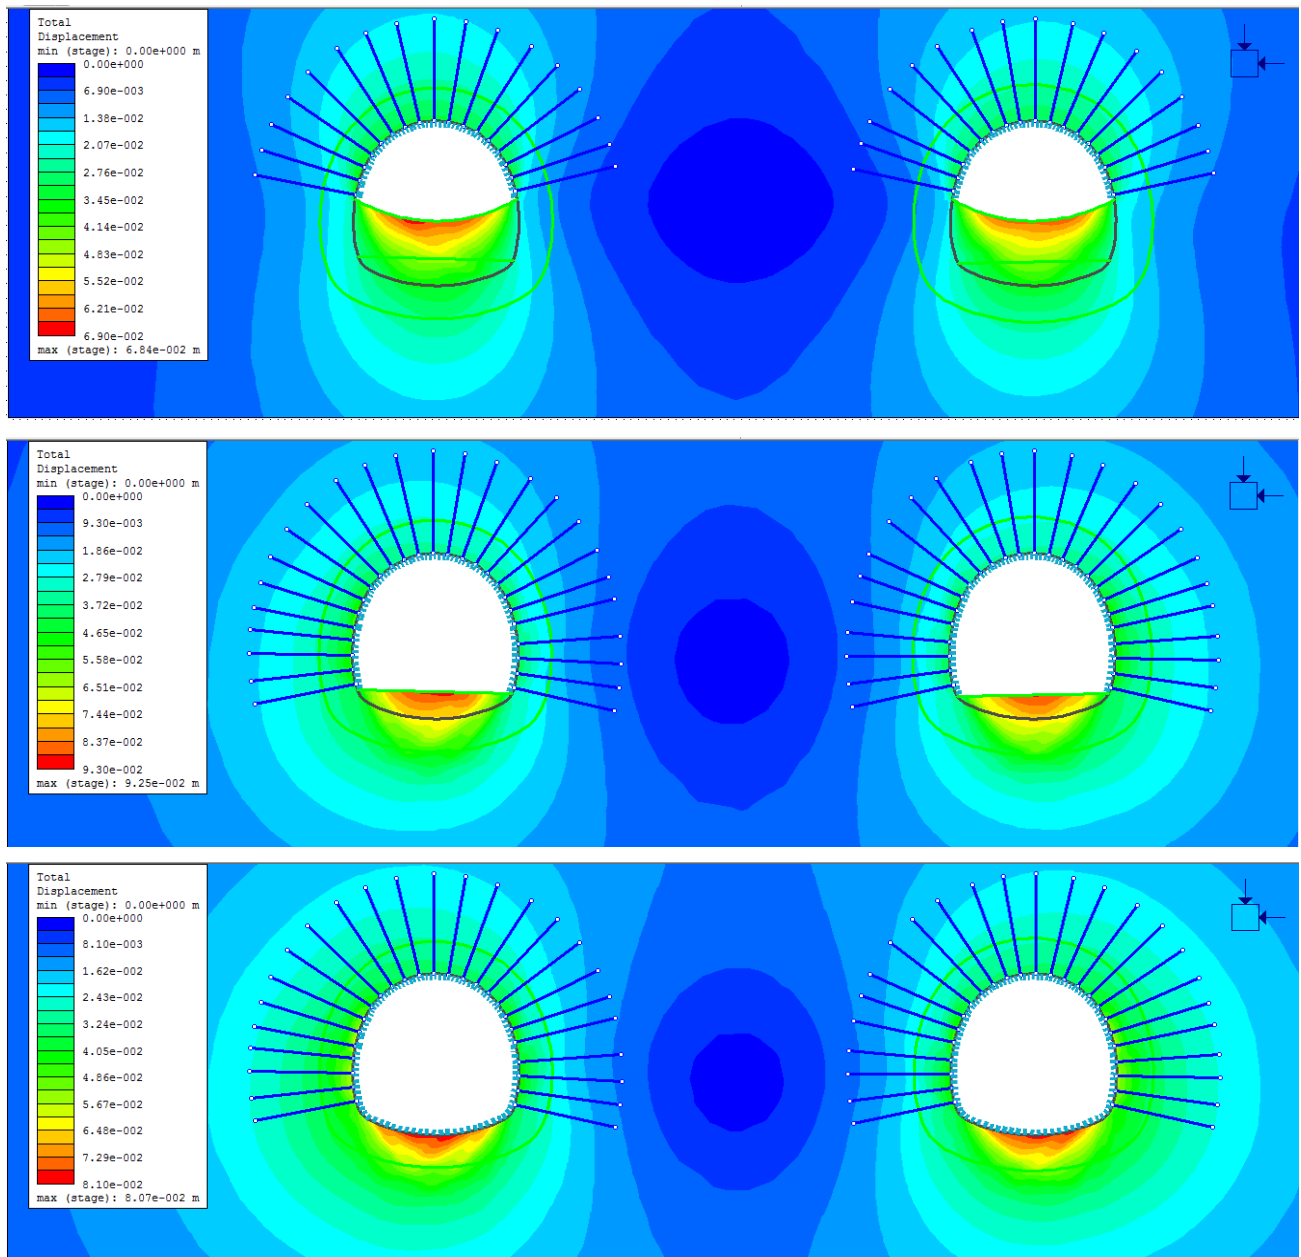 Total
Displacement
min (stage): 0.00e+000 m
0.00e+000
6.90e-003
1.38e-002
2.07e-002
2.76e-002
3.45e-002
4.14e-002
4.83e-002
5.52e-002
6.21e-002
6.90e-002
max (stage): 6.84e-002 m
Total
Displacement
min (stage): 0.00e+000 m
0.00e+000
9.30e-003
1.86e-002
2.79e-002
3.72e-002
4.65e-002
5.58e-002
6.51e-002
7.44e-002
8.37e-002
9.30e-002
max (stage): 9.25e-002 m
Total
Displacement
min (stage): 0.00e+000 m
0.00e+000
8.10e-003
1.62e-002
2.43e-002
3.24e-002
4.05e-002
4.86e-002
5.67e-002
6.48e-002
7.29e-002
8.10e-002
max (stage): 8.07e-002 m